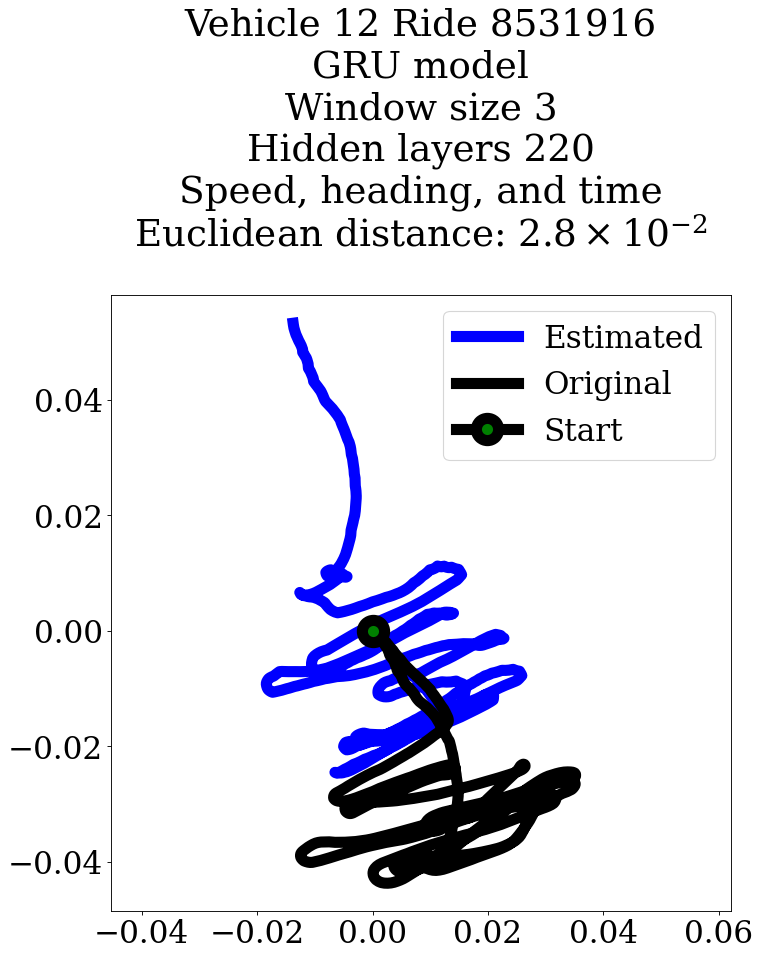 Vehicle 12 Ride 8531916
GRU model
Window size 3
Hidden layers 220
Speed, heading, and time
Euclidean distance: 2.8 × 10⁻²
Estimated
Original
Start
0.04
0.02
0.00
−0.02
−0.04
−0.04 −0.02 0.00 0.02 0.04 0.06